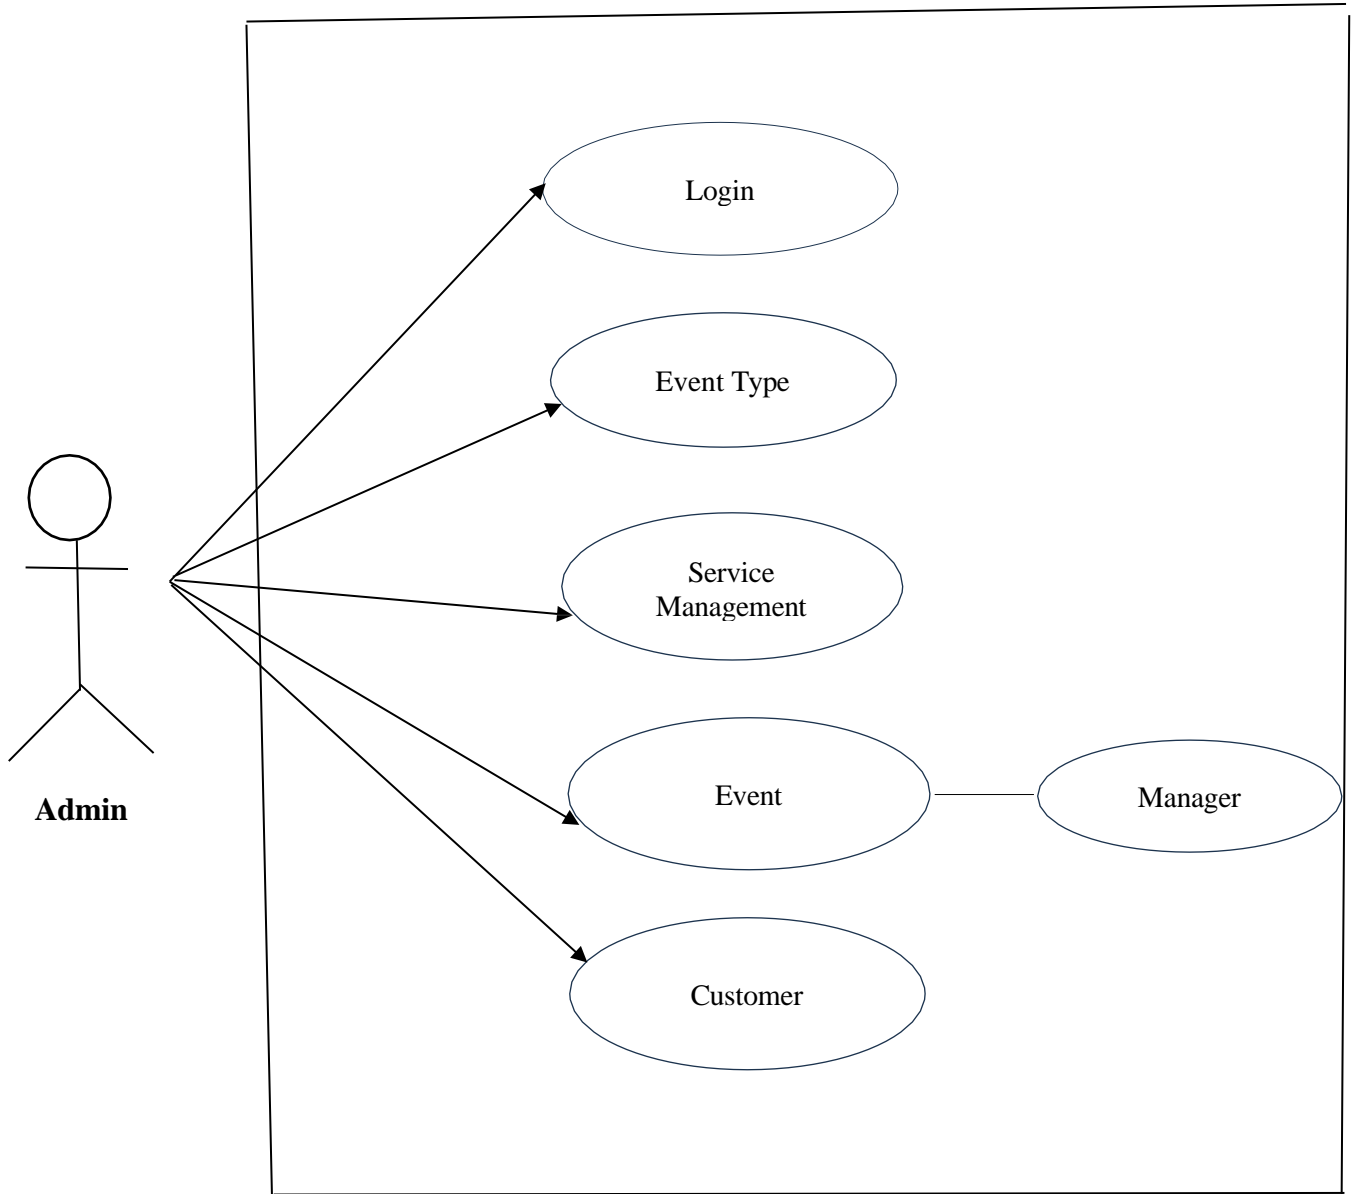 Login
Event Type
Service
Management
Event
Manager
Admin
Customer